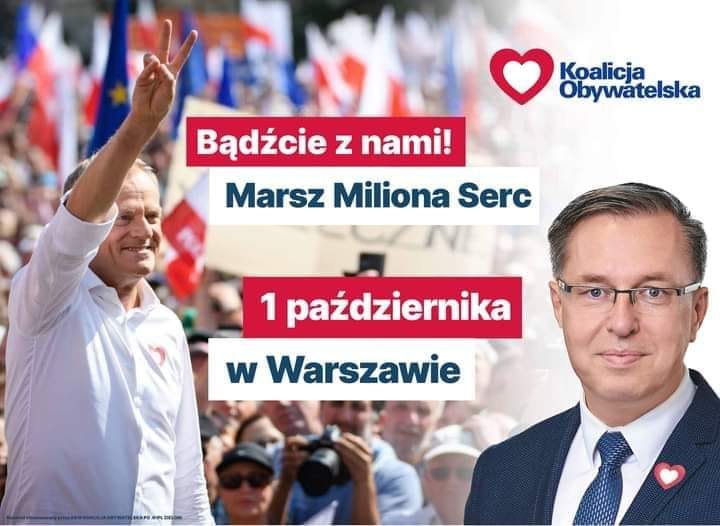 Koalicja
Obywatelska
Bądźcie z nami!
Marsz Miliona Serc
1 października
w Warszawie